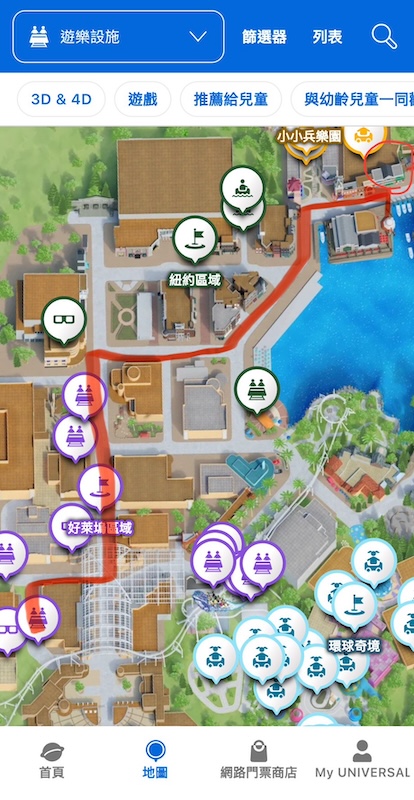 遊樂設施
篩選器
列表
3D & 4D
遊戲
推薦給兒童
與幼齡兒童一同
小小兵樂園
紐約區域
好萊塢區域
環球奇境
首頁
地圖
網路門票商店
My UNIVERSAL